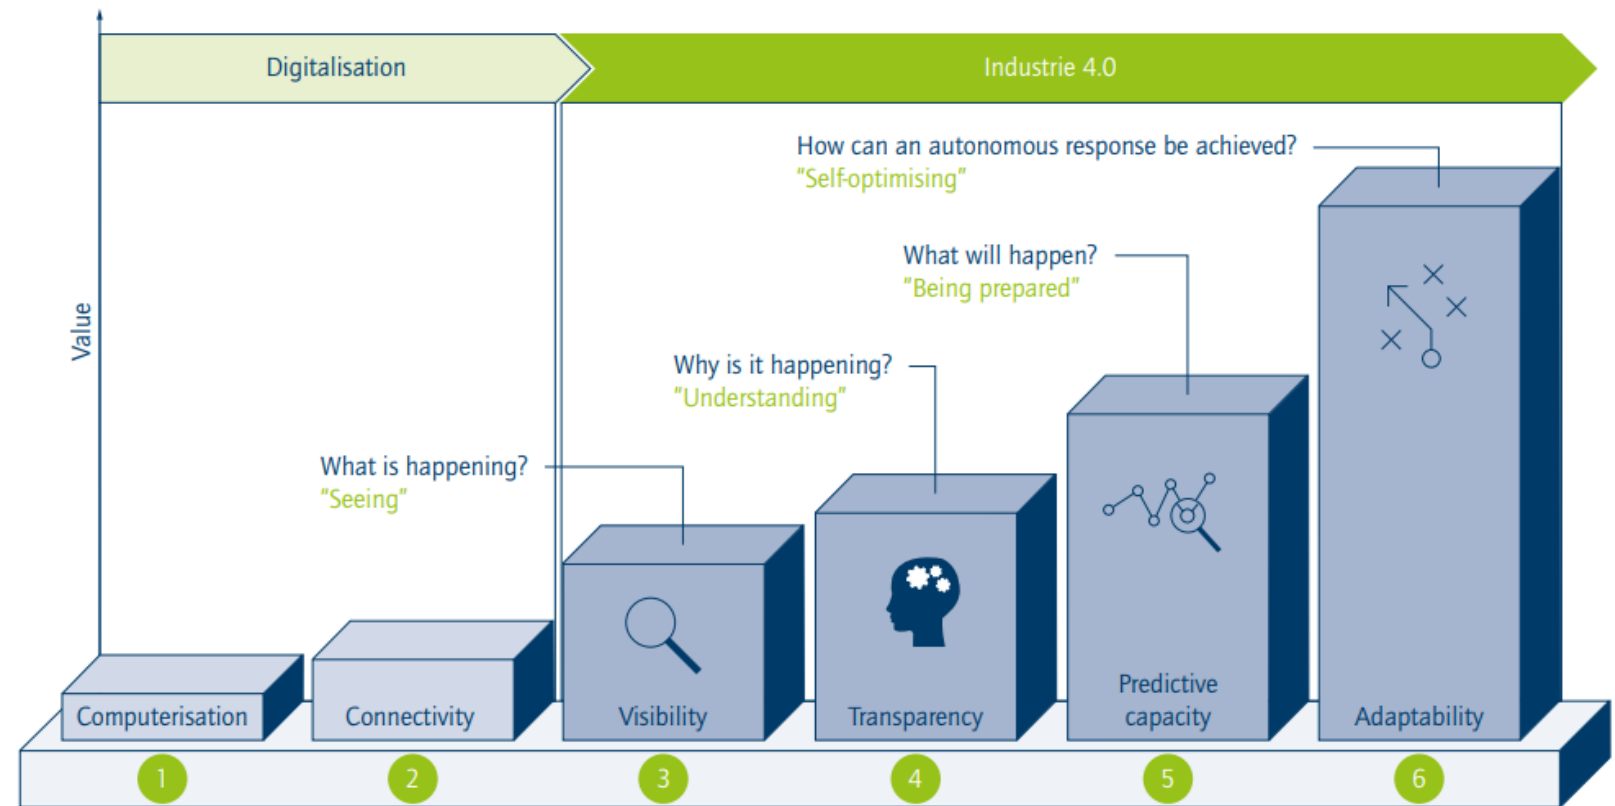 Digitalisation
Industrie 4.0
How can an autonomous response be achieved?
"Self-optimising"
What will happen?
"Being prepared"
Why is it happening?
"Understanding"
What is happening?
"Seeing"
Value
Computerisation
Connectivity
Visibility
Transparency
Predictive
capacity
Adaptability
1
2
3
4
5
6